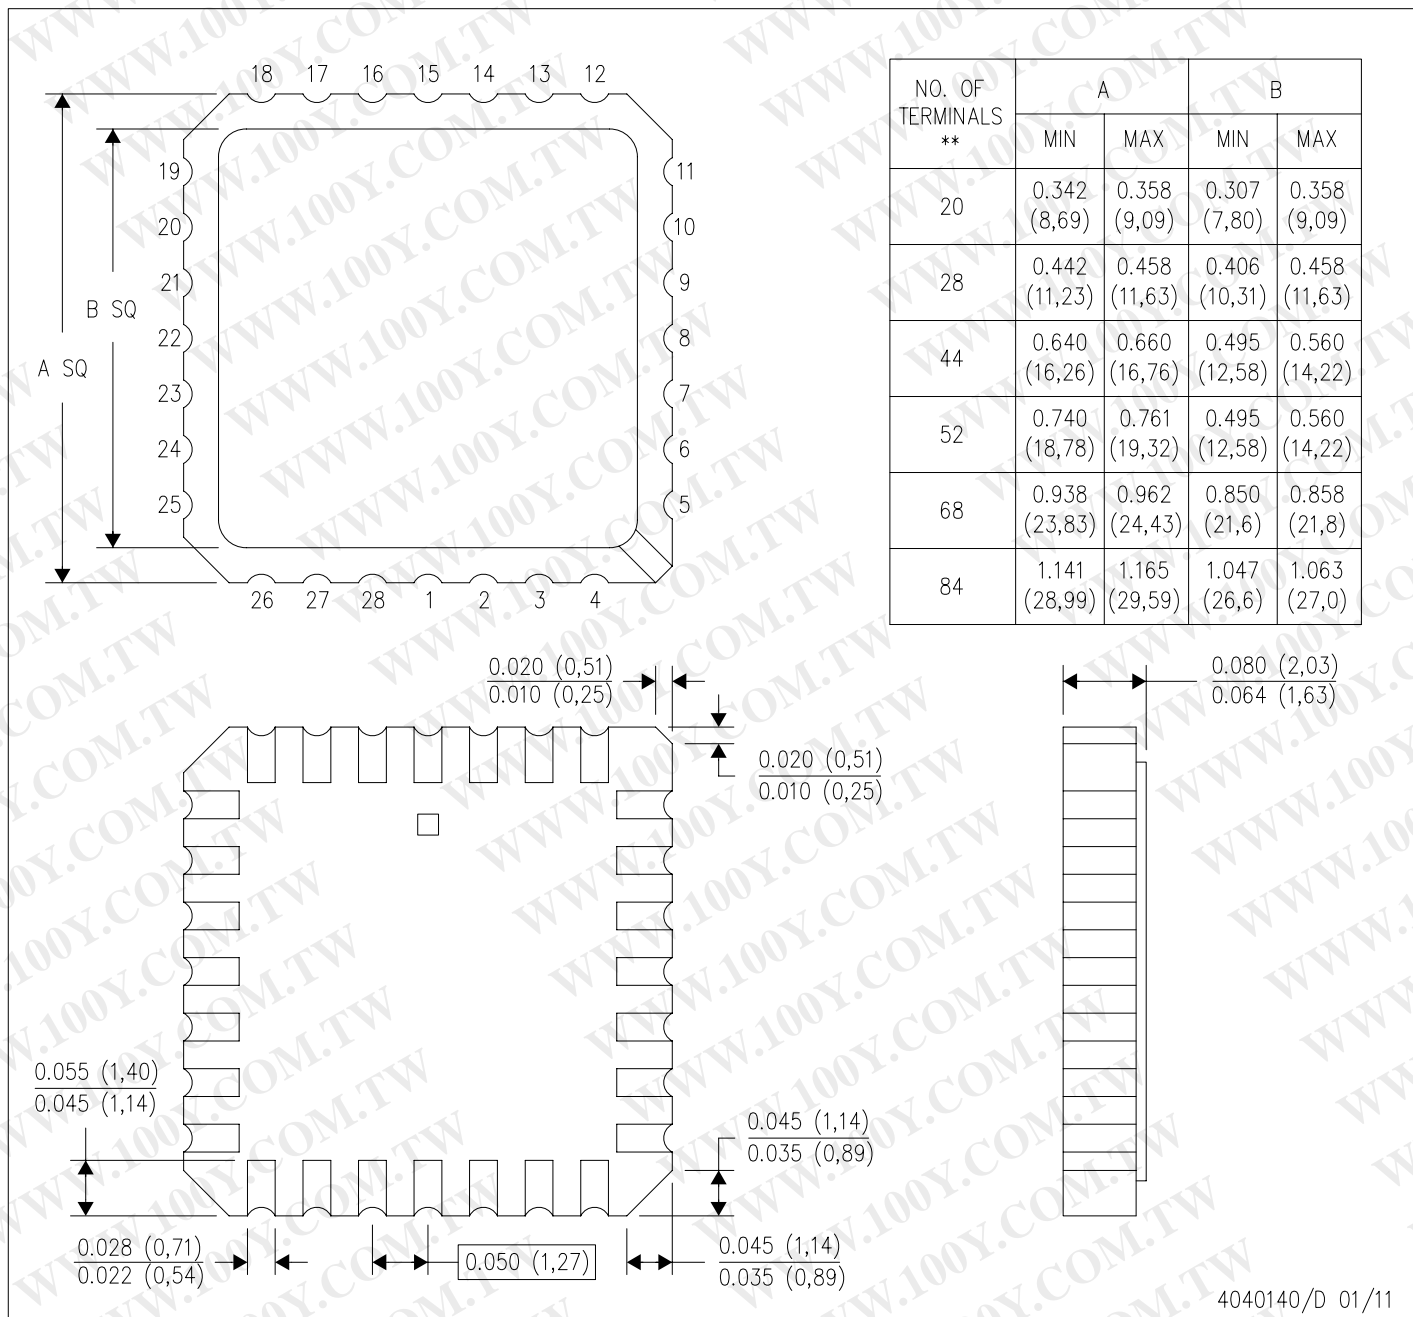 18 17 16 15 14 13 12
19
20
21
22
23
24
25
11
10
9
8
7
6
5
26 27 28 1 2 3 4
A SQ
B SQ
NO. OF TERMINALS ** A B
MIN MAX MIN MAX
20 0.342 (8,69) 0.358 (9,09) 0.307 (7,80) 0.358 (9,09)
28 0.442 (11,23) 0.458 (11,63) 0.406 (10,31) 0.458 (11,63)
44 0.640 (16,26) 0.660 (16,76) 0.495 (12,58) 0.560 (14,22)
52 0.740 (18,78) 0.761 (19,32) 0.495 (12,58) 0.560 (14,22)
68 0.938 (23,83) 0.962 (24,43) 0.850 (21,6) 0.858 (21,8)
84 1.141 (28,99) 1.165 (29,59) 1.047 (26,6) 1.063 (27,0)
0.020 (0,51)
0.010 (0,25)
0.020 (0,51)
0.010 (0,25)
0.080 (2,03)
0.064 (1,63)
0.055 (1,40)
0.045 (1,14)
0.045 (1,14)
0.035 (0,89)
0.028 (0,71)
0.022 (0,54)
0.050 (1,27)
0.045 (1,14)
0.035 (0,89)
4040140/D 01/11
WWW.100Y.COM.TW